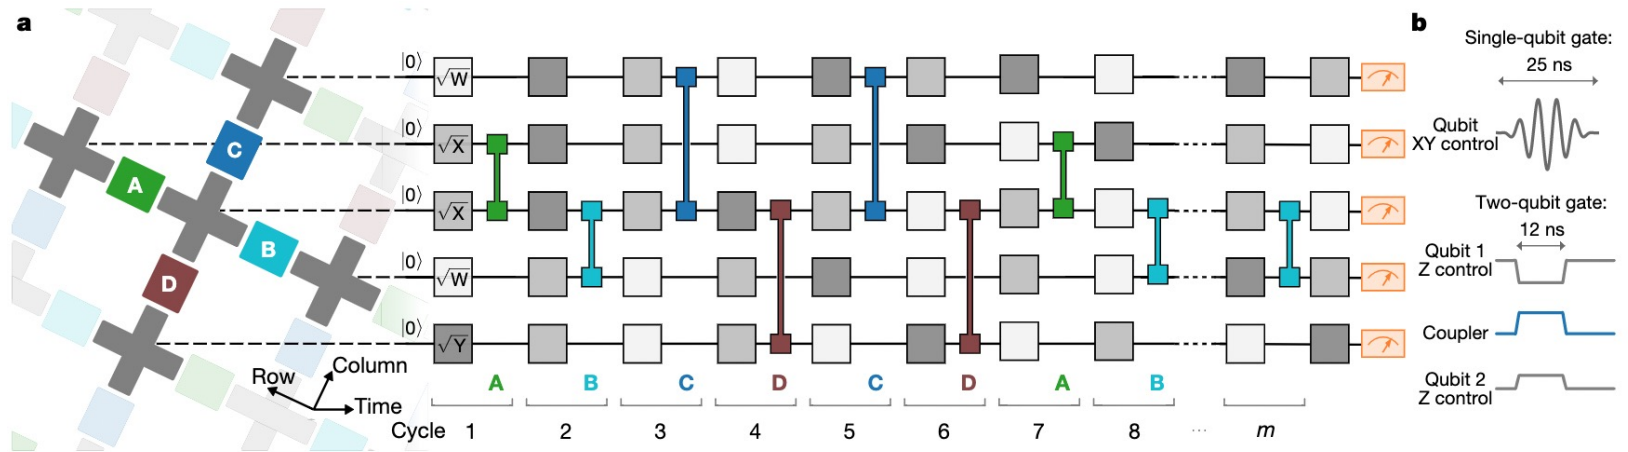 a
|0⟩
|0⟩
|0⟩
|0⟩
|0⟩
√W
√X
√X
√W
√Y
C
A
B
D
Row
Column
Time
A B C D C D A B
Cycle 1 2 3 4 5 6 7 8 ... m
b
Single-qubit gate:
25 ns
Qubit
XY control
Two-qubit gate:
12 ns
Qubit 1
Z control
Coupler
Qubit 2
Z control